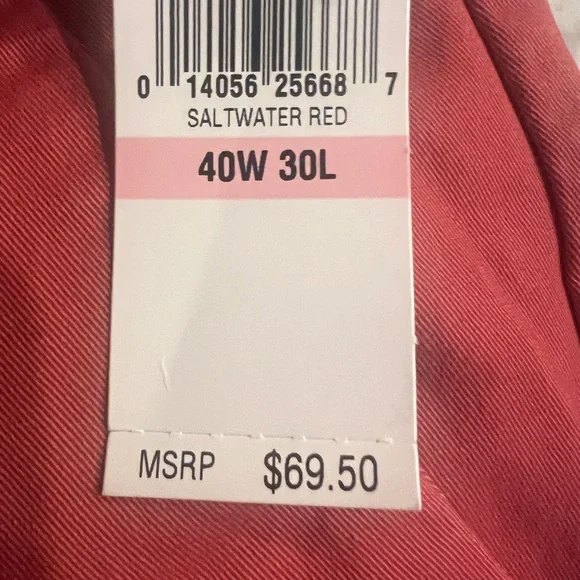 0 14056 25668 7
SALTWATER RED
40W 30L
MSRP $69.50